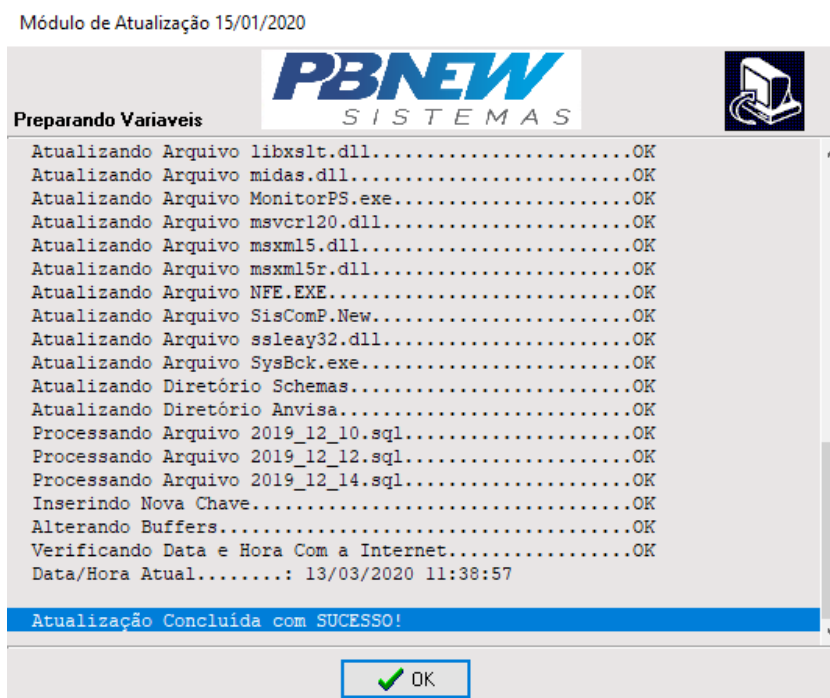 Módulo de Atualização 15/01/2020
PBNEW
SISTEMAS
Preparando Variaveis
Atualizando Arquivo libxslt.dll........................OK
Atualizando Arquivo midas.dll..........................OK
Atualizando Arquivo MonitorPS.exe......................OK
Atualizando Arquivo msvcr120.dll.......................OK
Atualizando Arquivo msxml5.dll.........................OK
Atualizando Arquivo msxml5r.dll........................OK
Atualizando Arquivo NFE.EXE............................OK
Atualizando Arquivo SisComP.New........................OK
Atualizando Arquivo ssleay32.dll.......................OK
Atualizando Arquivo SysBck.exe.........................OK
Atualizando Diretório Schemas..........................OK
Atualizando Diretório Anvisa...........................OK
Processando Arquivo 2019_12_10.sql.....................OK
Processando Arquivo 2019_12_12.sql.....................OK
Processando Arquivo 2019_12_14.sql.....................OK
Inserindo Nova Chave...................................OK
Alterando Buffers......................................OK
Verificando Data e Hora Com a Internet.................OK
Data/Hora Atual........: 13/03/2020 11:38:57
Atualização Concluída com SUCESSO!
OK